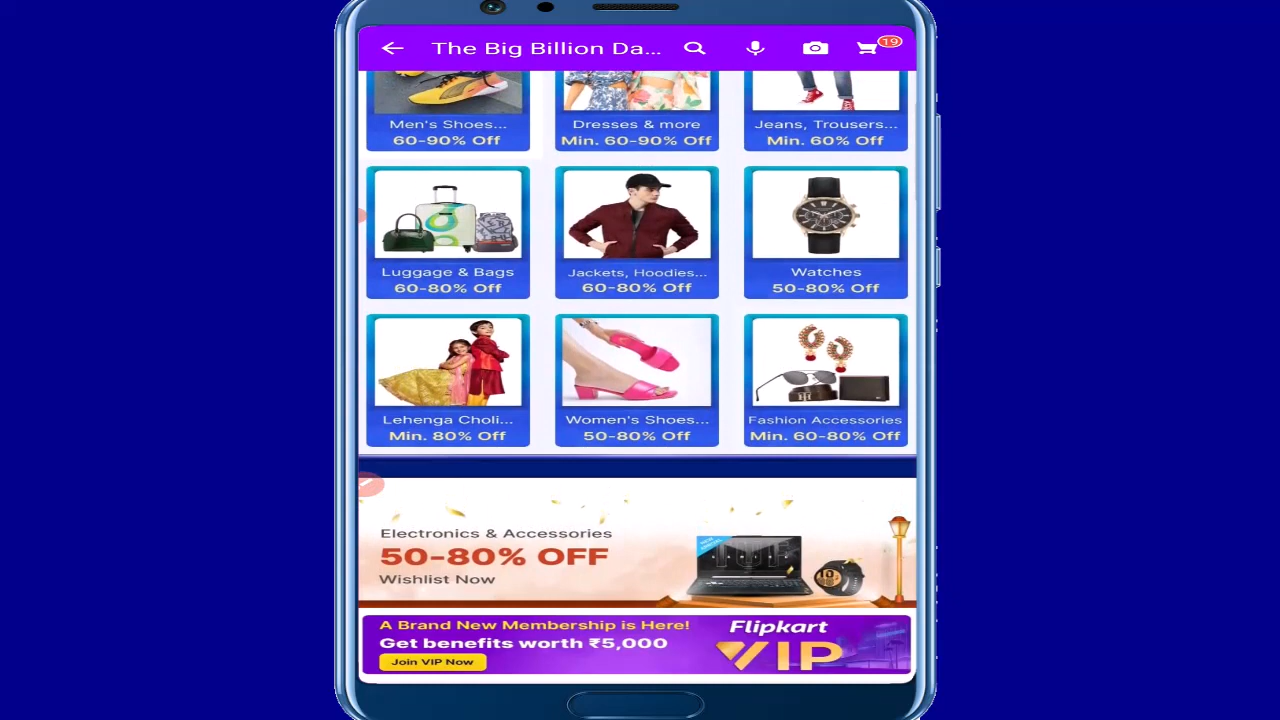 The Big Billion Da...
19
Men's Shoes...
60-90% Off
Dresses & more
Min. 60-90% Off
Jeans, Trousers...
Min. 60% Off
Luggage & Bags
60-80% Off
Jackets, Hoodies...
60-80% Off
Watches
50-80% Off
Lehenga Choli...
Min. 80% Off
Women's Shoes...
50-80% Off
Fashion Accessories
Min. 60-80% Off
Electronics & Accessories
50-80% OFF
Wishlist Now
TUF
A Brand New Membership is Here!
Get benefits worth ₹5,000
Join VIP Now
Flipkart
VIP